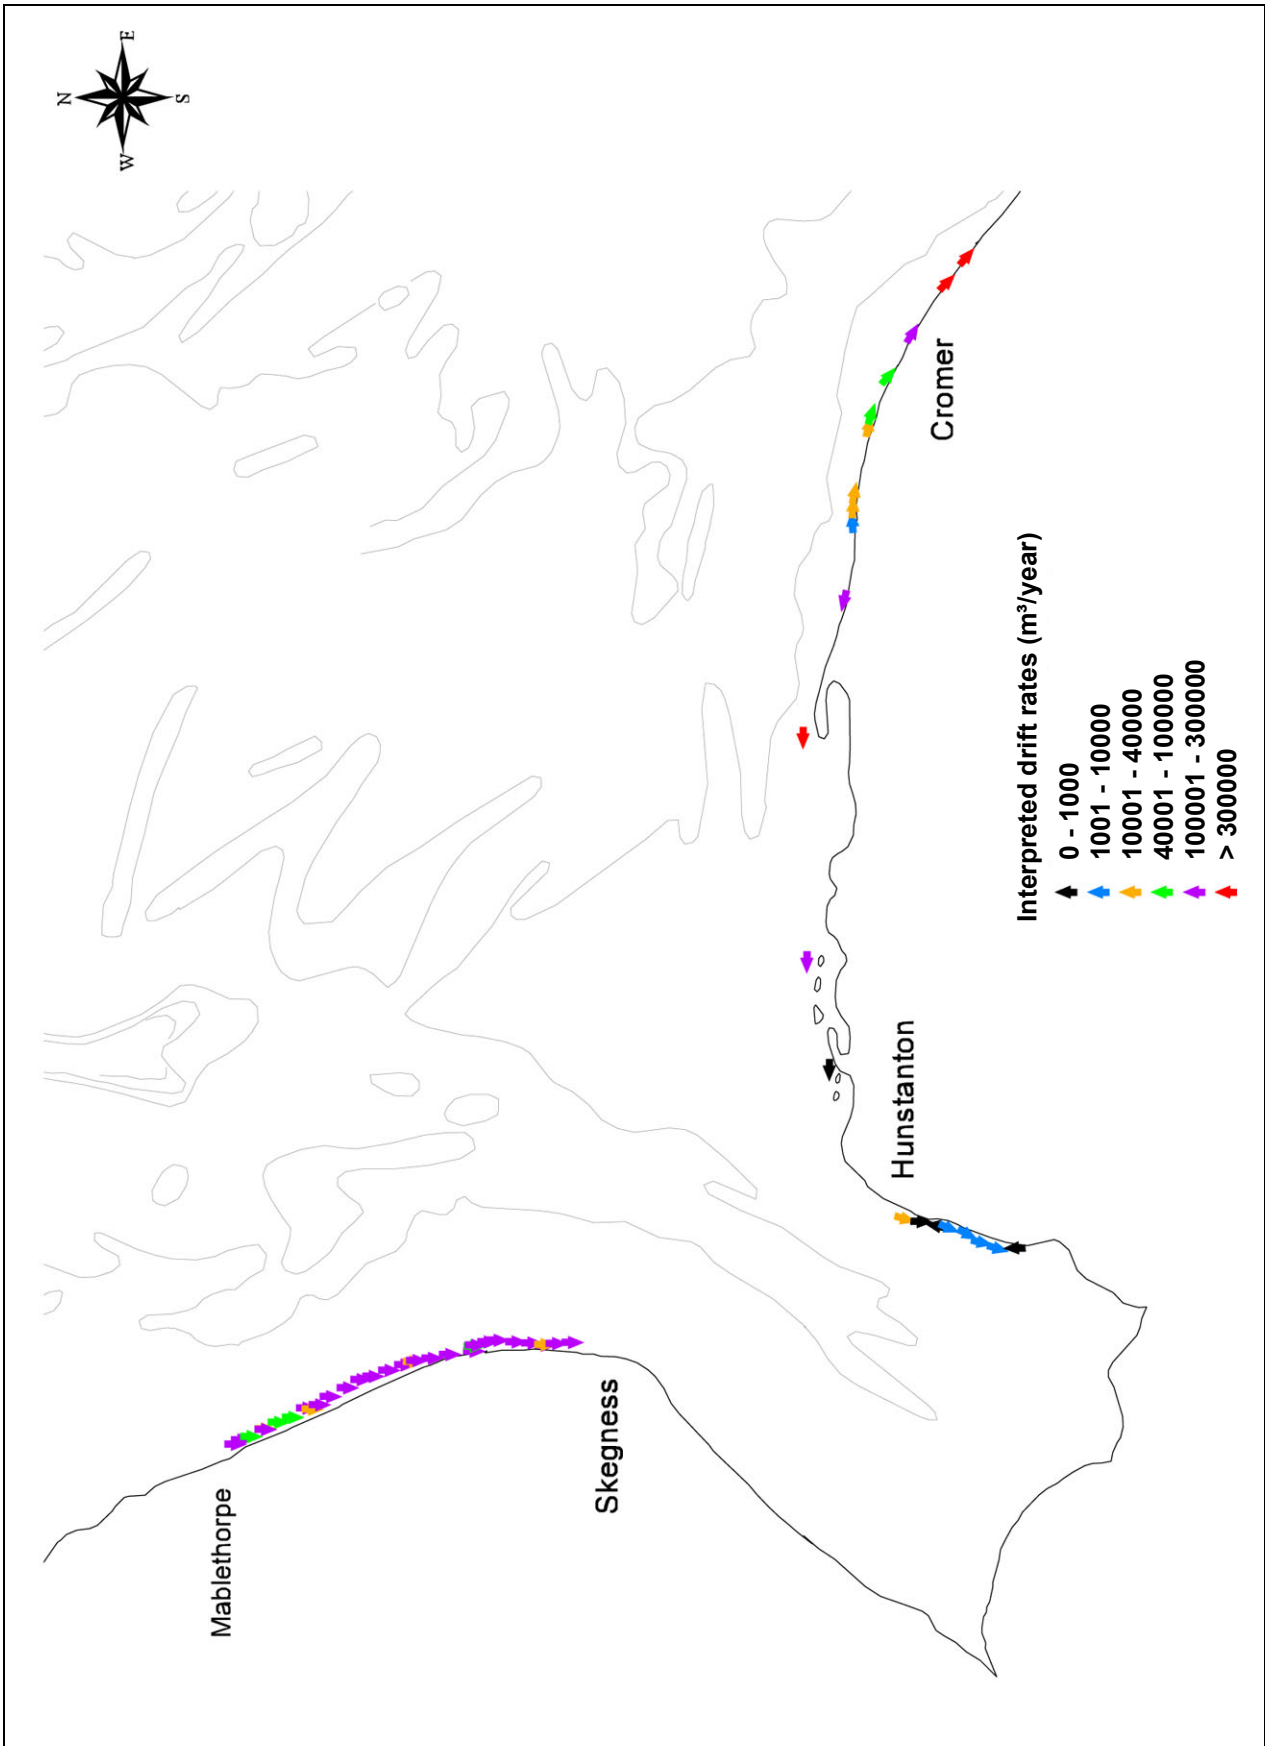 N
E
S
W
Mablethorpe
Skegness
Hunstanton
Cromer
Interpreted drift rates (m³/year)
0 - 1000
1001 - 10000
10001 - 40000
40001 - 100000
100001 - 300000
> 300000